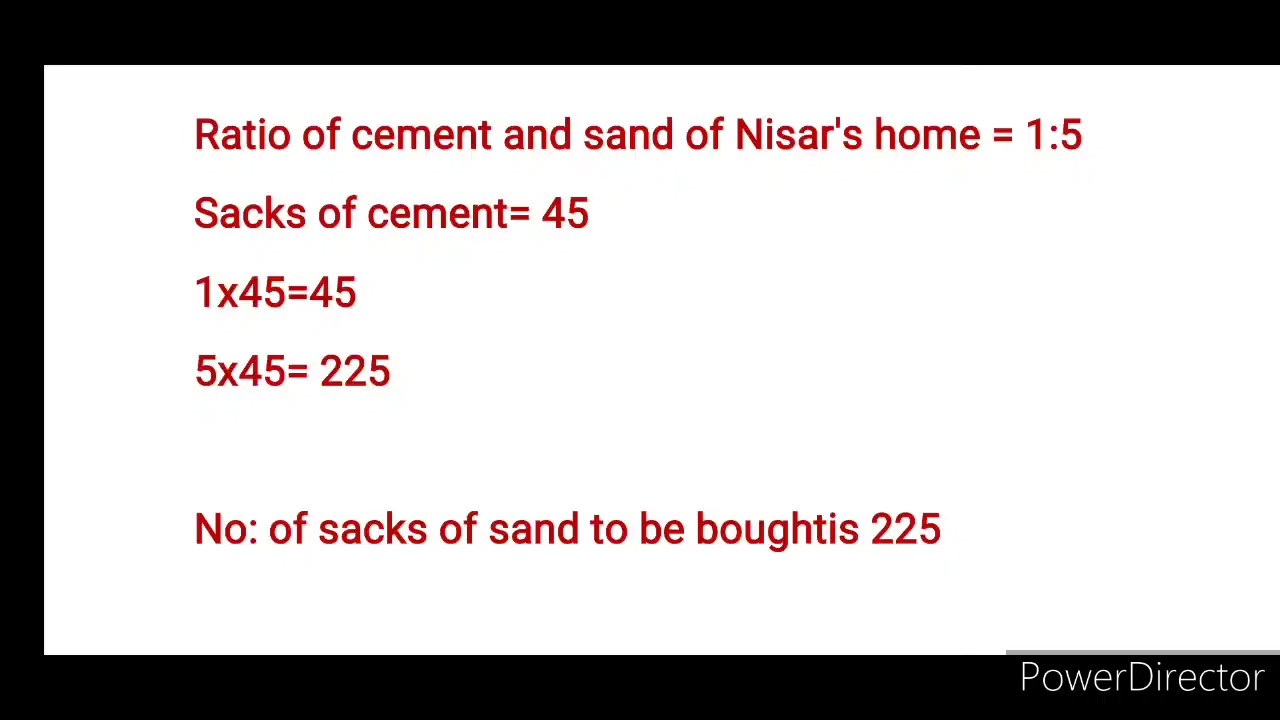 Ratio of cement and sand of Nisar's home = 1:5
Sacks of cement= 45
1x45=45
5x45= 225
No: of sacks of sand to be boughtis 225
PowerDirector